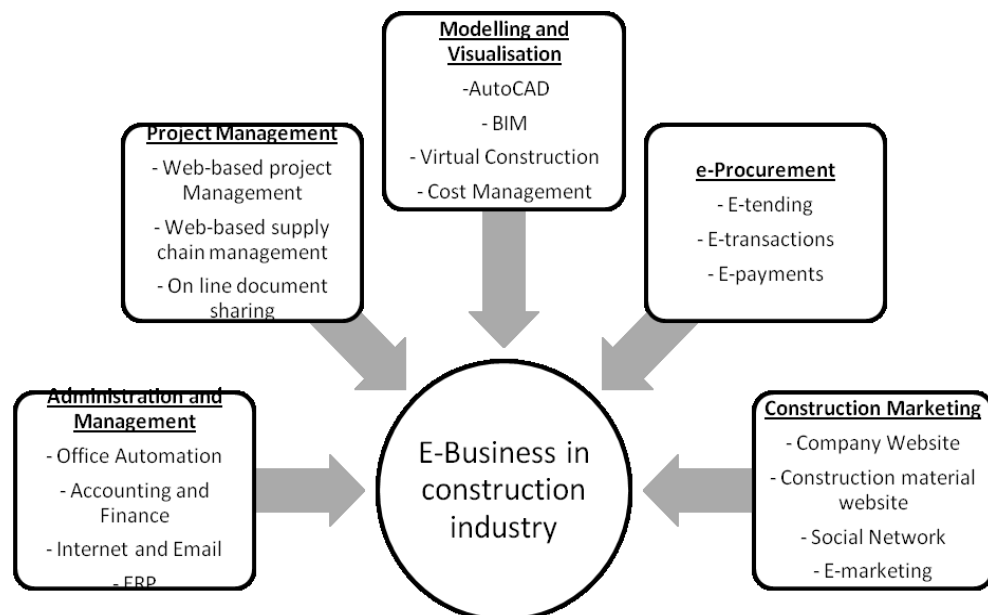 Modelling and
Visualisation
-AutoCAD
- BIM
- Virtual Construction
- Cost Management
Project Management
- Web-based project
Management
- Web-based supply
chain management
- On line document
sharing
e-Procurement
- E-tending
- E-transactions
- E-payments
Administration and
Management
- Office Automation
- Accounting and
Finance
- Internet and Email
- ERP
E-Business in
construction
industry
Construction Marketing
- Company Website
- Construction material
website
- Social Network
- E-marketing